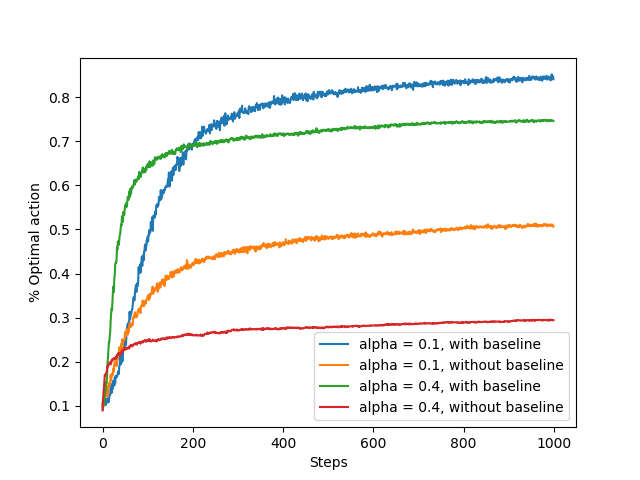 0.8
0.7
0.6
0.5
0.4
0.3
0.2
0.1
% Optimal action
alpha = 0.1, with baseline
alpha = 0.1, without baseline
alpha = 0.4, with baseline
alpha = 0.4, without baseline
0 200 400 600 800 1000
Steps